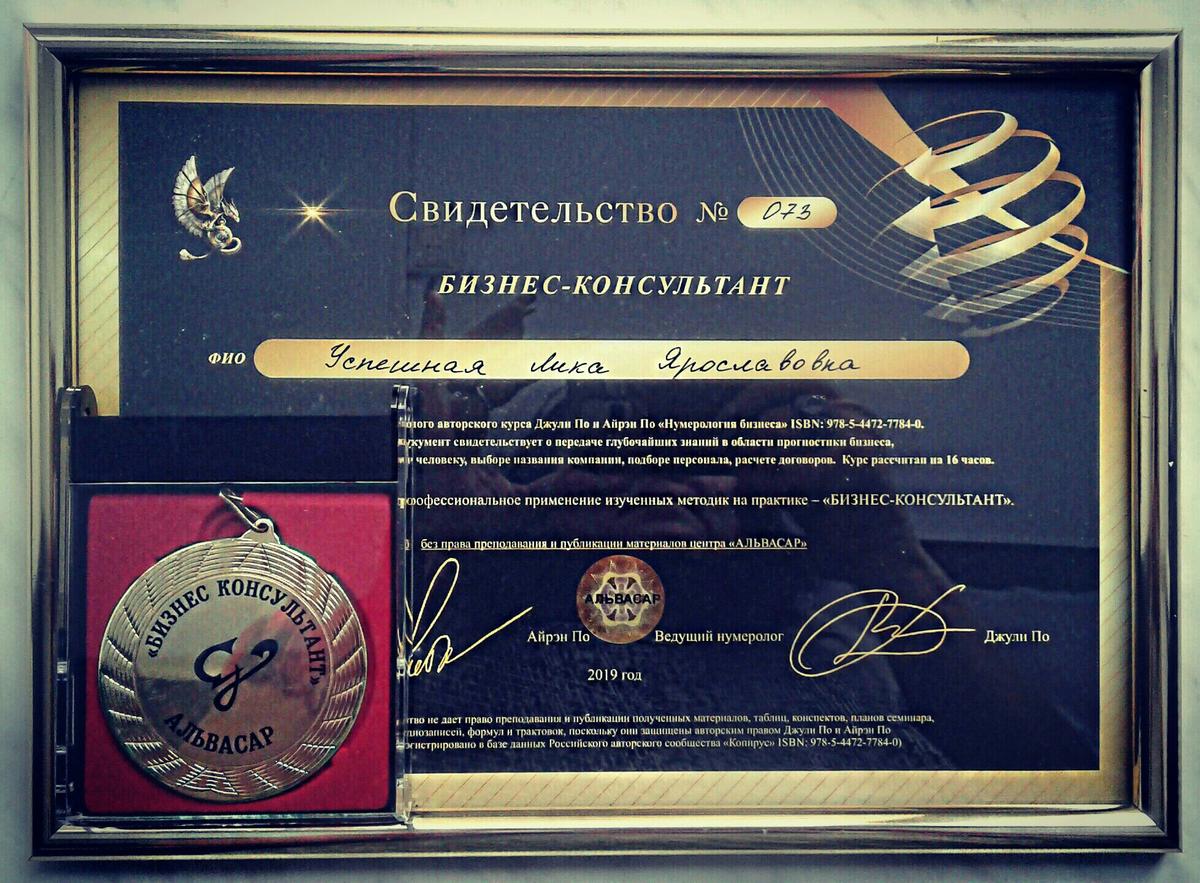 Свидетельство № 073
БИЗНЕС-КОНСУЛЬТАНТ
ФИО Успешная Лика Ярославовна
авторского курса Джули По и Айрэн По «Нумерология бизнеса» ISBN: 978-5-4472-7784-0.
свидетельствует о передаче глубочайших знаний в области прогностики бизнеса,
человеку, выборе названия компании, подборе персонала, расчете договоров. Курс рассчитан на 16 часов.
профессиональное применение изученных методик на практике – «БИЗНЕС-КОНСУЛЬТАНТ».
без права преподавания и публикации материалов центра «АЛЬВАСАР»
АЛЬВАСАР
Айрэн По Ведущий нумеролог Джули По
2019 год
не дает право преподавания и публикации полученных материалов, таблиц, конспектов, планов семинара,
формул и трактовок, поскольку они защищены авторским правом Джули По и Айрэн По
в базе данных Российского авторского сообщества «Копирус» ISBN: 978-5-4472-7784-0)
«БИЗНЕС КОНСУЛЬТАНТ»
АЛЬВАСАР